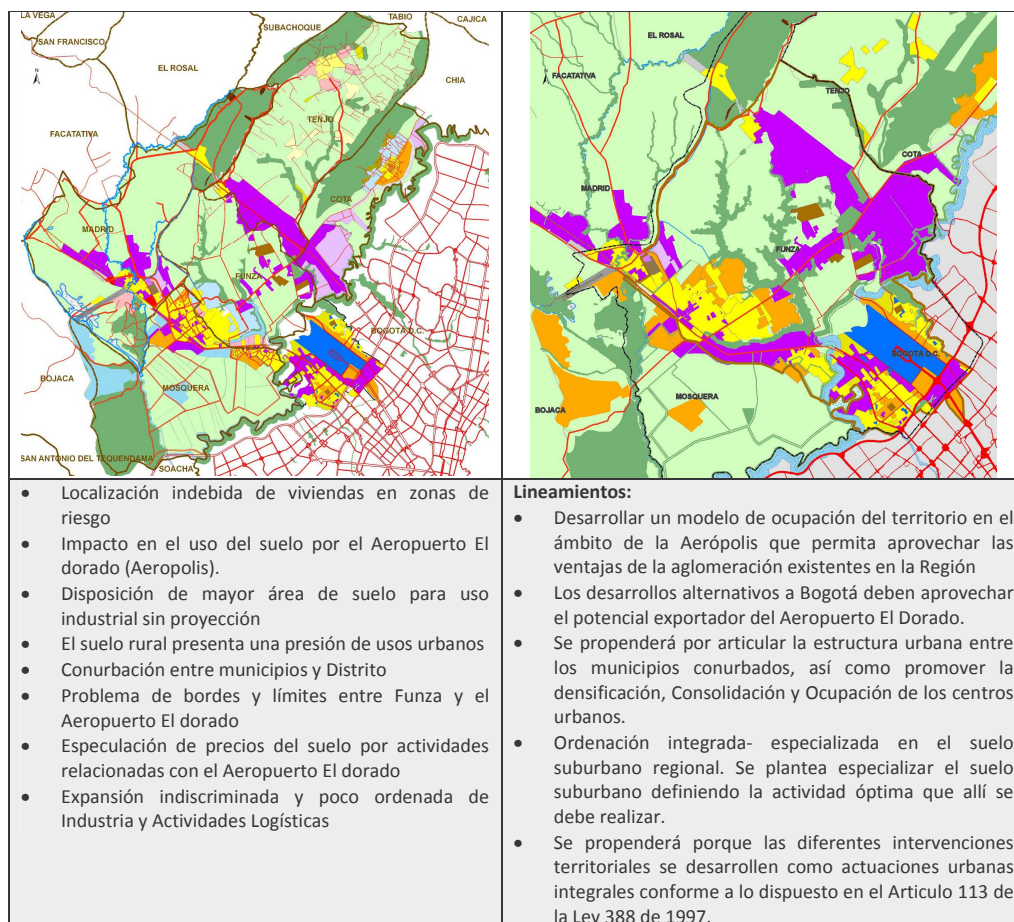 LA VEGA
SAN FRANCISCO
SUBACHOQUE
TABIO
CAJICA
EL ROSAL
CHIA
FACATATIVA
TENJO
COTA
MADRID
FUNZA
BOGOTA D.C.
BOJACA
MOSQUERA
SAN ANTONIO DEL TEQUENDAMA
SOACHA
N
EL ROSAL
FACATATIVA
TENJO
COTA
MADRID
FUNZA
BOGOTA D.C.
MOSQUERA
BOJACA
N
• Localización indebida de viviendas en zonas de
riesgo
• Impacto en el uso del suelo por el Aeropuerto El
dorado (Aeropolis).
• Disposición de mayor área de suelo para uso
industrial sin proyección
• El suelo rural presenta una presión de usos urbanos
• Conurbación entre municipios y Distrito
• Problema de bordes y límites entre Funza y el
Aeropuerto El dorado
• Especulación de precios del suelo por actividades
relacionadas con el Aeropuerto El dorado
• Expansión indiscriminada y poco ordenada de
Industria y Actividades Logísticas
Lineamientos:
• Desarrollar un modelo de ocupación del territorio en el
ámbito de la Aerópolis que permita aprovechar las
ventajas de la aglomeración existentes en la Región
• Los desarrollos alternativos a Bogotá deben aprovechar
el potencial exportador del Aeropuerto El Dorado.
• Se propenderá por articular la estructura urbana entre
los municipios conurbados, así como promover la
densificación, Consolidación y Ocupación de los centros
urbanos.
• Ordenación integrada- especializada en el suelo
suburbano regional. Se plantea especializar el suelo
suburbano definiendo la actividad óptima que allí se
debe realizar.
• Se propenderá porque las diferentes intervenciones
territoriales se desarrollen como actuaciones urbanas
integrales conforme a lo dispuesto en el Articulo 113 de
la Ley 388 de 1997.